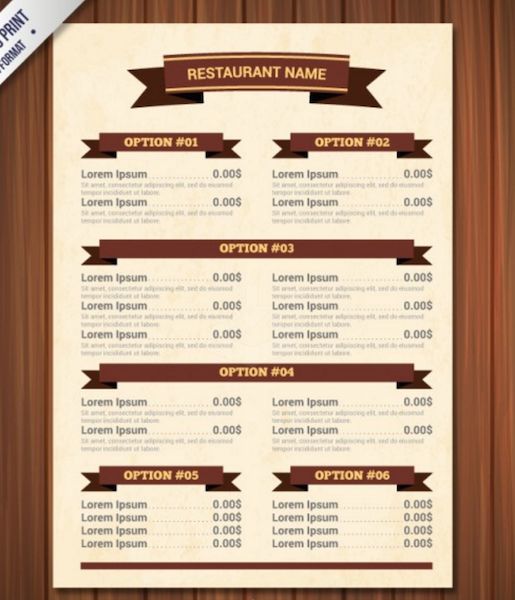 PRINT
FORMAT
RESTAURANT NAME
OPTION #01
Lorem Ipsum 0.00$
Sit amet, consectetur adipiscing elit, sed do eiusmod
tempor incididunt ut labore.
Lorem Ipsum 0.00$
Sit amet, consectetur adipiscing elit, sed do eiusmod
tempor incididunt ut labore.
OPTION #02
Lorem Ipsum 0.00$
Sit amet, consectetur adipiscing elit, sed do eiusmod
tempor incididunt ut labore.
Lorem Ipsum 0.00$
Sit amet, consectetur adipiscing elit, sed do eiusmod
tempor incididunt ut labore.
OPTION #03
Lorem Ipsum 0.00$
Sit amet, consectetur adipiscing elit, sed do eiusmod
tempor incididunt ut labore.
Lorem Ipsum 0.00$
Sit amet, consectetur adipiscing elit, sed do eiusmod
tempor incididunt ut labore.
Lorem Ipsum 0.00$
Sit amet, consectetur adipiscing elit, sed do eiusmod
tempor incididunt ut labore.
Lorem Ipsum 0.00$
Sit amet, consectetur adipiscing elit, sed do eiusmod
tempor incididunt ut labore.
Lorem Ipsum 0.00$
Sit amet, consectetur adipiscing elit, sed do eiusmod
tempor incididunt ut labore.
Lorem Ipsum 0.00$
Sit amet, consectetur adipiscing elit, sed do eiusmod
tempor incididunt ut labore.
OPTION #04
Lorem Ipsum 0.00$
Sit amet, consectetur adipiscing elit, sed do eiusmod
tempor incididunt ut labore.
Lorem Ipsum 0.00$
Sit amet, consectetur adipiscing elit, sed do eiusmod
tempor incididunt ut labore.
Lorem Ipsum 0.00$
Sit amet, consectetur adipiscing elit, sed do eiusmod
tempor incididunt ut labore.
Lorem Ipsum 0.00$
Sit amet, consectetur adipiscing elit, sed do eiusmod
tempor incididunt ut labore.
OPTION #05
Lorem Ipsum 0.00$
Lorem Ipsum 0.00$
Lorem Ipsum 0.00$
Lorem Ipsum 0.00$
OPTION #06
Lorem Ipsum 0.00$
Lorem Ipsum 0.00$
Lorem Ipsum 0.00$
Lorem Ipsum 0.00$